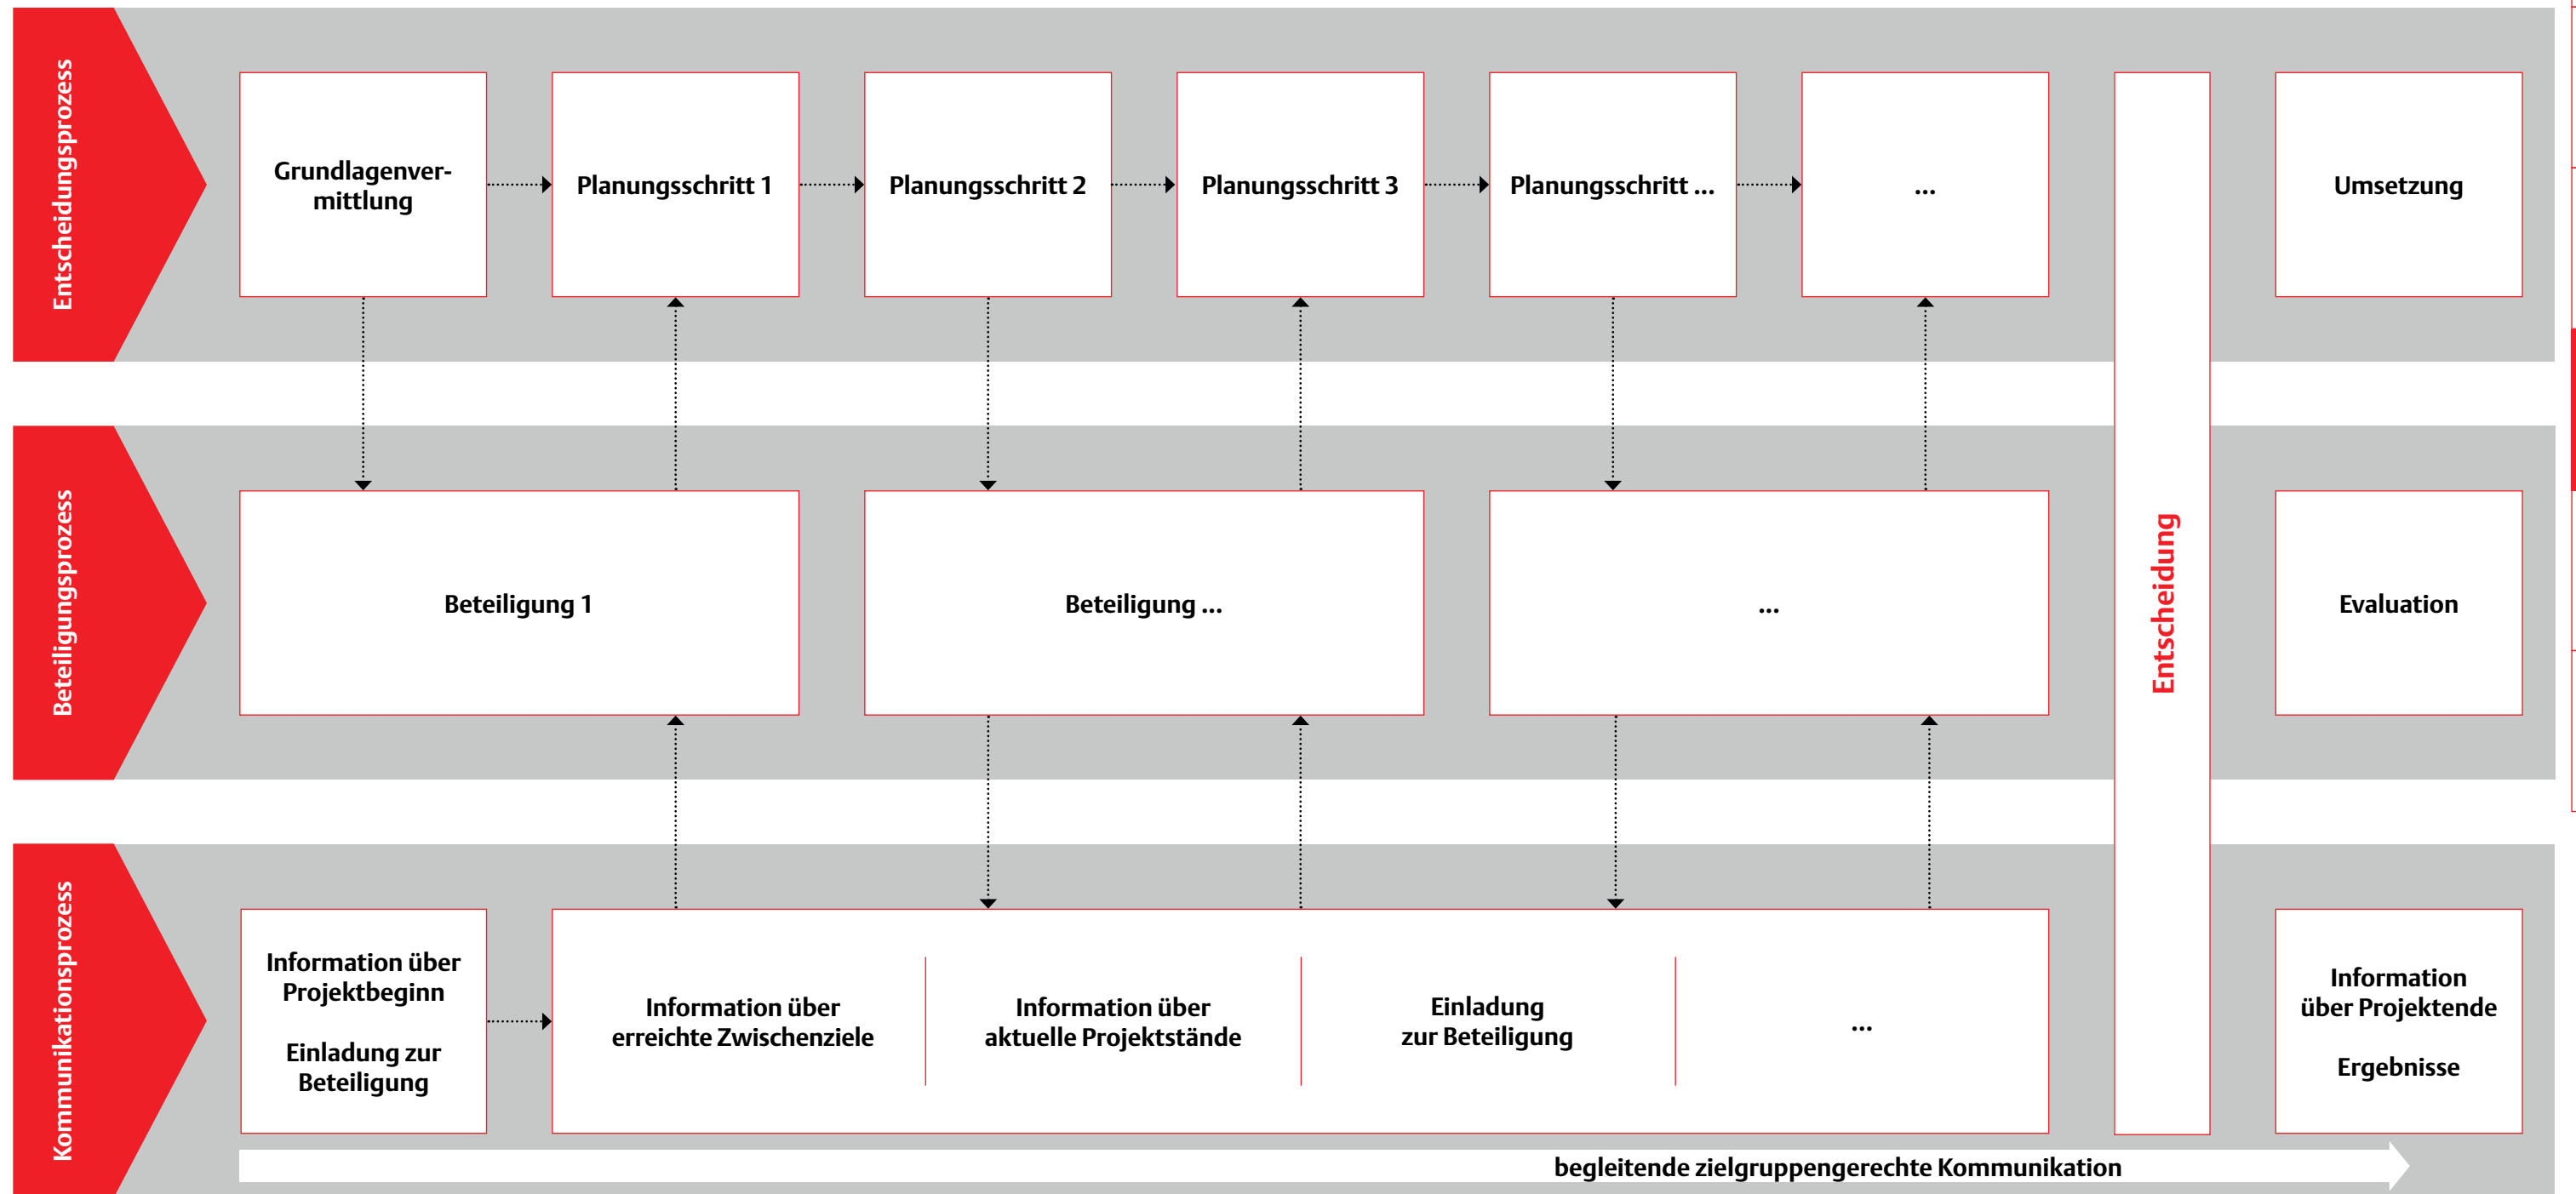 Entscheidungsprozess
Grundlagenver-
mittlung
Planungsschritt 1
Planungsschritt 2
Planungsschritt 3
Planungsschritt ...
...
Umsetzung
Beteiligungsprozess
Beteiligung 1
Beteiligung ...
...
Entscheidung
Evaluation
Kommunikationsprozess
Information über
Projektbeginn
Einladung zur
Beteiligung
Information über
erreichte Zwischenziele
Information über
aktuelle Projektstände
Einladung
zur Beteiligung
...
Information
über Projektende
Ergebnisse
begleitende zielgruppengerechte Kommunikation